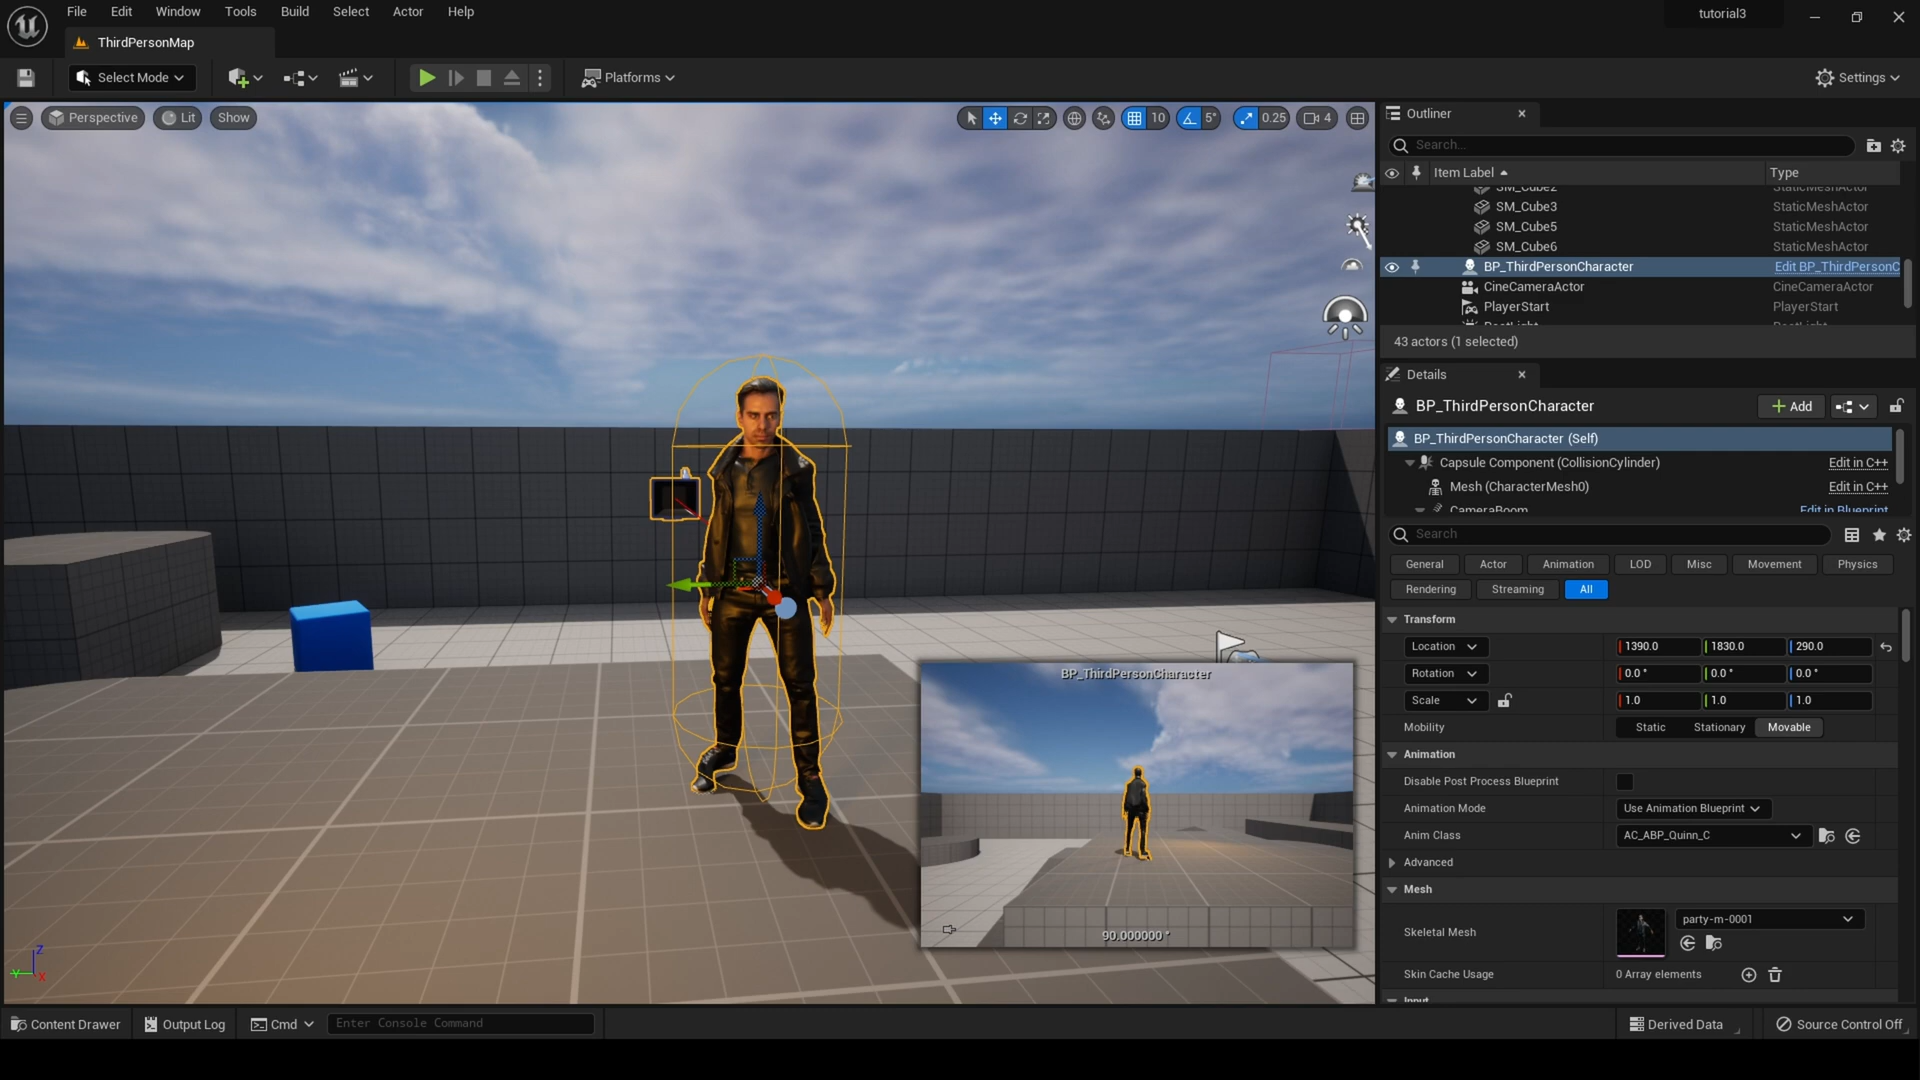 File Edit Window Tools Build Select Actor Help
tutorial3
ThirdPersonMap
Select Mode
Platforms
Settings
Perspective Lit Show
10 5° 0.25 4
Outliner
Search...
Item Label Type
SM_Cube2 StaticMeshActor
SM_Cube3 StaticMeshActor
SM_Cube5 StaticMeshActor
SM_Cube6 StaticMeshActor
BP_ThirdPersonCharacter Edit BP_ThirdPersonC
CineCameraActor CineCameraActor
PlayerStart PlayerStart
43 actors (1 selected)
Details
BP_ThirdPersonCharacter
Add
BP_ThirdPersonCharacter (Self)
Capsule Component (CollisionCylinder) Edit in C++
Mesh (CharacterMesh0) Edit in C++
CameraBoom Edit in Blueprint
Search
General Actor Animation LOD Misc Movement Physics
Rendering Streaming All
Transform
Location 1390.0 1830.0 290.0
Rotation 0.0 ° 0.0 ° 0.0 °
Scale 1.0 1.0 1.0
Mobility Static Stationary Movable
Animation
Disable Post Process Blueprint
Animation Mode Use Animation Blueprint
Anim Class AC_ABP_Quinn_C
Advanced
Mesh
Skeletal Mesh party-m-0001
Skin Cache Usage 0 Array elements
Input
BP_ThirdPersonCharacter
90.000000 °
Z
Y
X
Content Drawer Output Log Cmd Enter Console Command
Derived Data Source Control Off